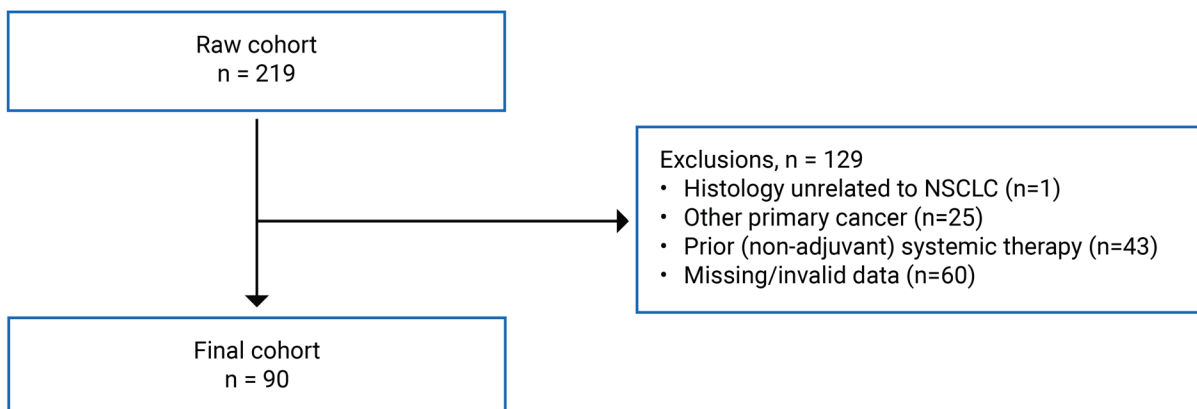 Raw cohort
n = 219
Exclusions, n = 129
• Histology unrelated to NSCLC (n=1)
• Other primary cancer (n=25)
• Prior (non-adjuvant) systemic therapy (n=43)
• Missing/invalid data (n=60)
Final cohort
n = 90